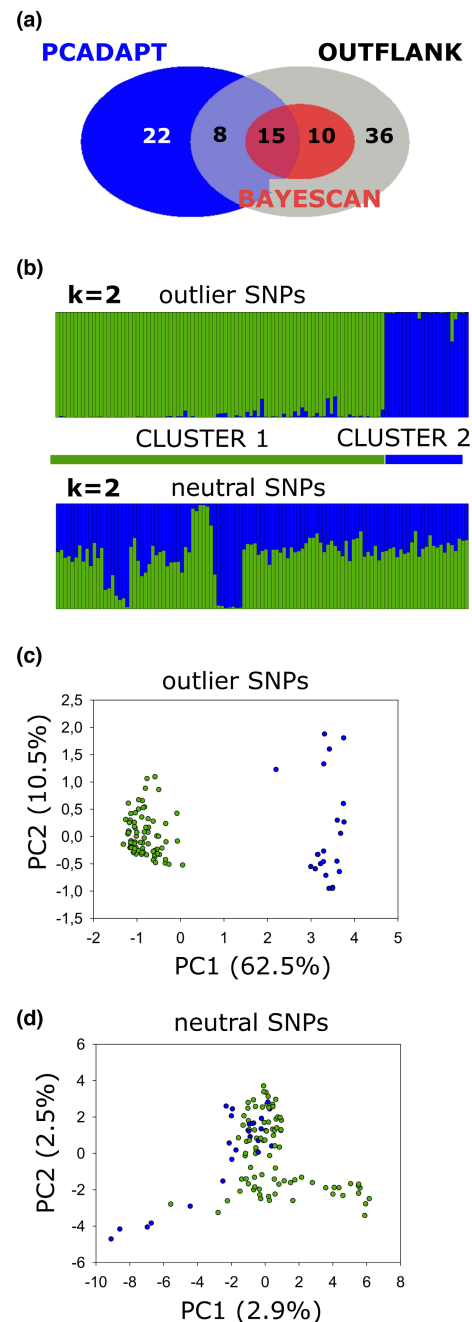 (a)
PCADAPT OUTFLANK
22 8 15 10 36
BAYESCAN
(b)
k=2 outlier SNPs
CLUSTER 1 CLUSTER 2
k=2 neutral SNPs
(c)
outlier SNPs
2,5
2,0
1,5
1,0
0,5
0,0
-0,5
-1,0
-1,5
PC2 (10.5%)
-2 -1 0 1 2 3 4 5
PC1 (62.5%)
(d)
neutral SNPs
6
4
2
0
-2
-4
-6
PC2 (2.5%)
-10 -8 -6 -4 -2 0 2 4 6 8
PC1 (2.9%)